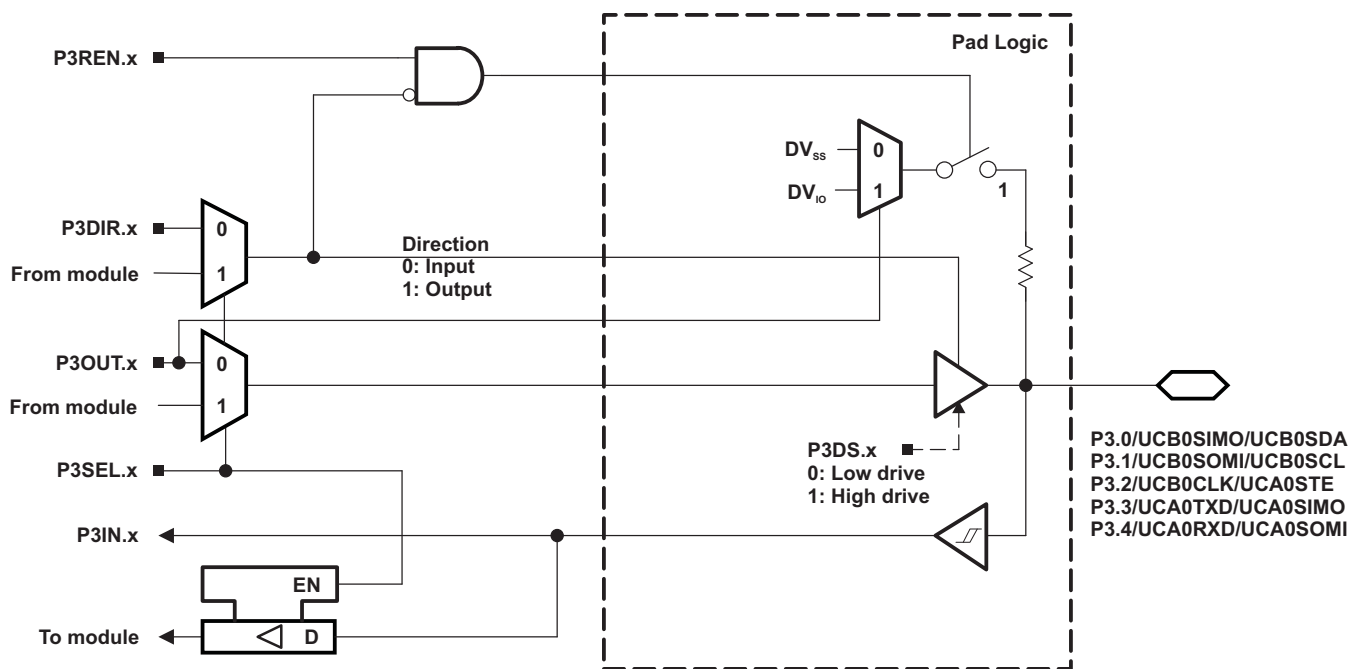 Pad Logic
P3REN.x
DVSS
0
DVIO
1
1
P3DIR.x
0
From module
1
Direction
0: Input
1: Output
P3OUT.x
0
From module
1
P3DS.x
0: Low drive
1: High drive
P3SEL.x
P3IN.x
EN
D
To module
P3.0/UCB0SIMO/UCB0SDA
P3.1/UCB0SOMI/UCB0SCL
P3.2/UCB0CLK/UCA0STE
P3.3/UCA0TXD/UCA0SIMO
P3.4/UCA0RXD/UCA0SOMI